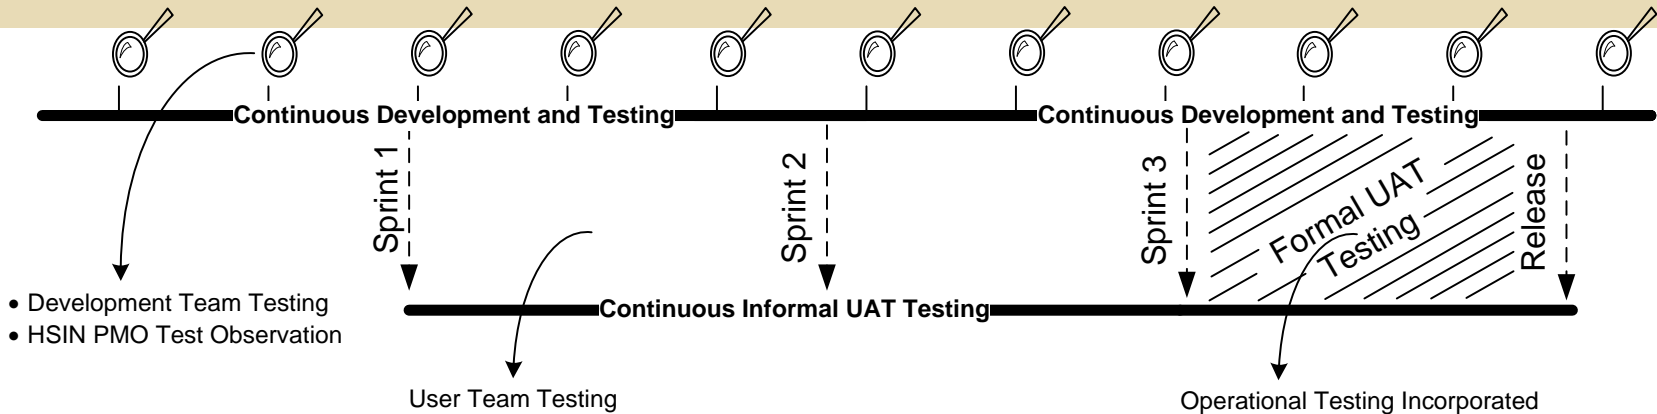 Continuous Development and Testing
Continuous Development and Testing
Sprint 1
Sprint 2
Sprint 3
Formal UAT
Testing
Release
• Development Team Testing
• HSIN PMO Test Observation
Continuous Informal UAT Testing
User Team Testing
Operational Testing Incorporated